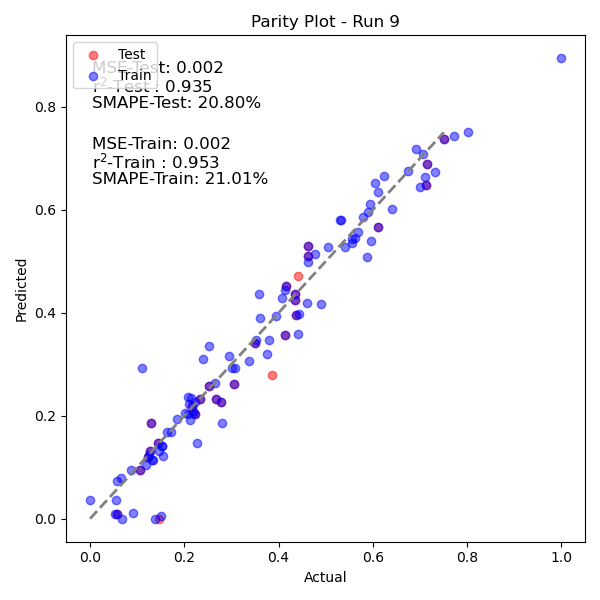 Parity Plot - Run 9
Test
Train
MSE-Test: 0.002
r²-Test : 0.935
SMAPE-Test: 20.80%
MSE-Train: 0.002
r²-Train : 0.953
SMAPE-Train: 21.01%
Predicted
0.8
0.6
0.4
0.2
0.0
0.0
0.2
0.4
0.6
0.8
1.0
Actual